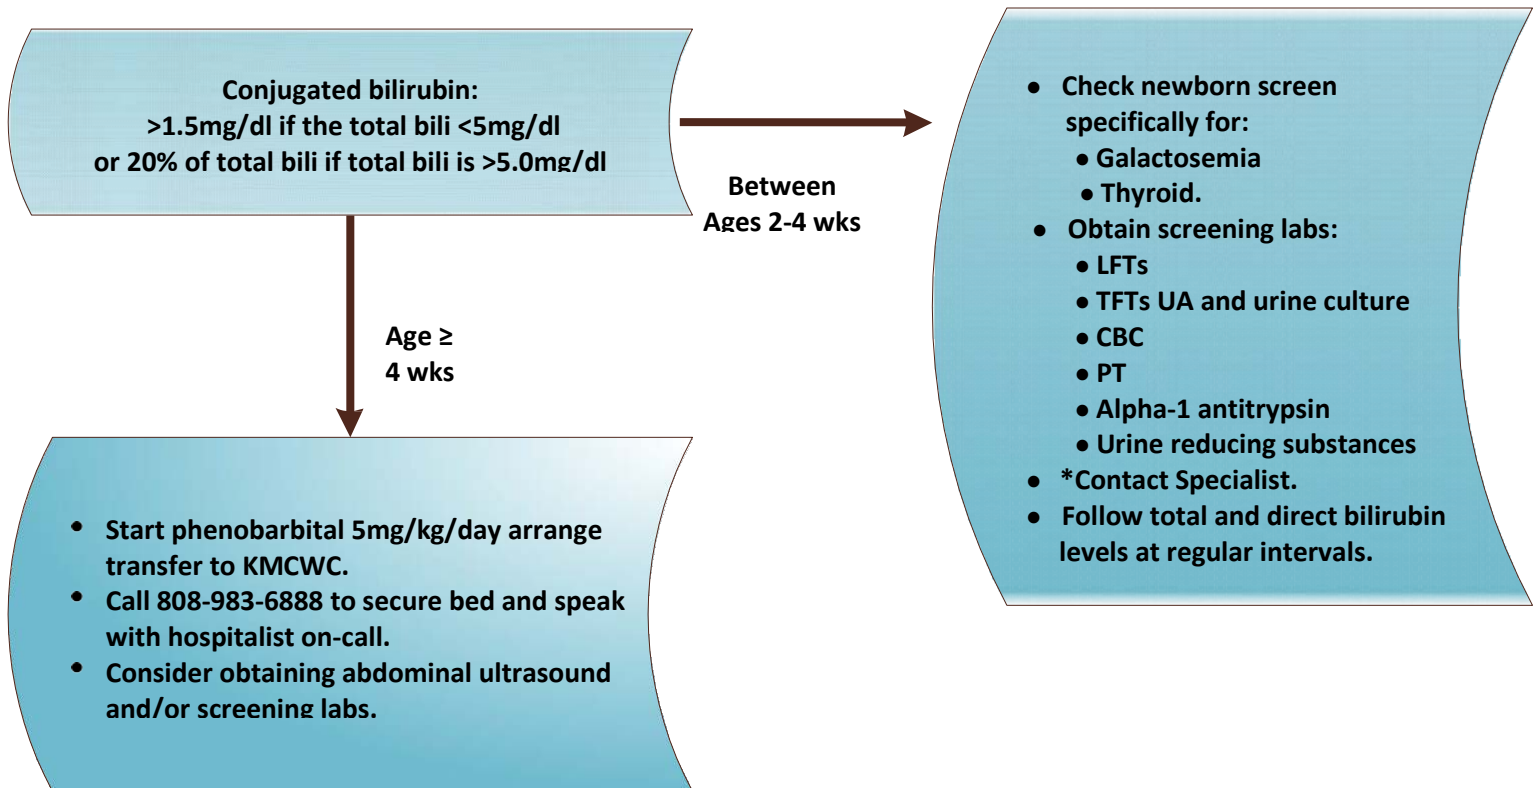 Conjugated bilirubin:
>1.5mg/dl if the total bili <5mg/dl
or 20% of total bili if total bili is >5.0mg/dl
Between
Ages 2-4 wks
● Check newborn screen
specifically for:
● Galactosemia
● Thyroid.
● Obtain screening labs:
● LFTs
● TFTs UA and urine culture
● CBC
● PT
● Alpha-1 antitrypsin
● Urine reducing substances
● *Contact Specialist.
● Follow total and direct bilirubin
levels at regular intervals.
Age ≥
4 wks
• Start phenobarbital 5mg/kg/day arrange
transfer to KMCWC.
• Call 808-983-6888 to secure bed and speak
with hospitalist on-call.
• Consider obtaining abdominal ultrasound
and/or screening labs.